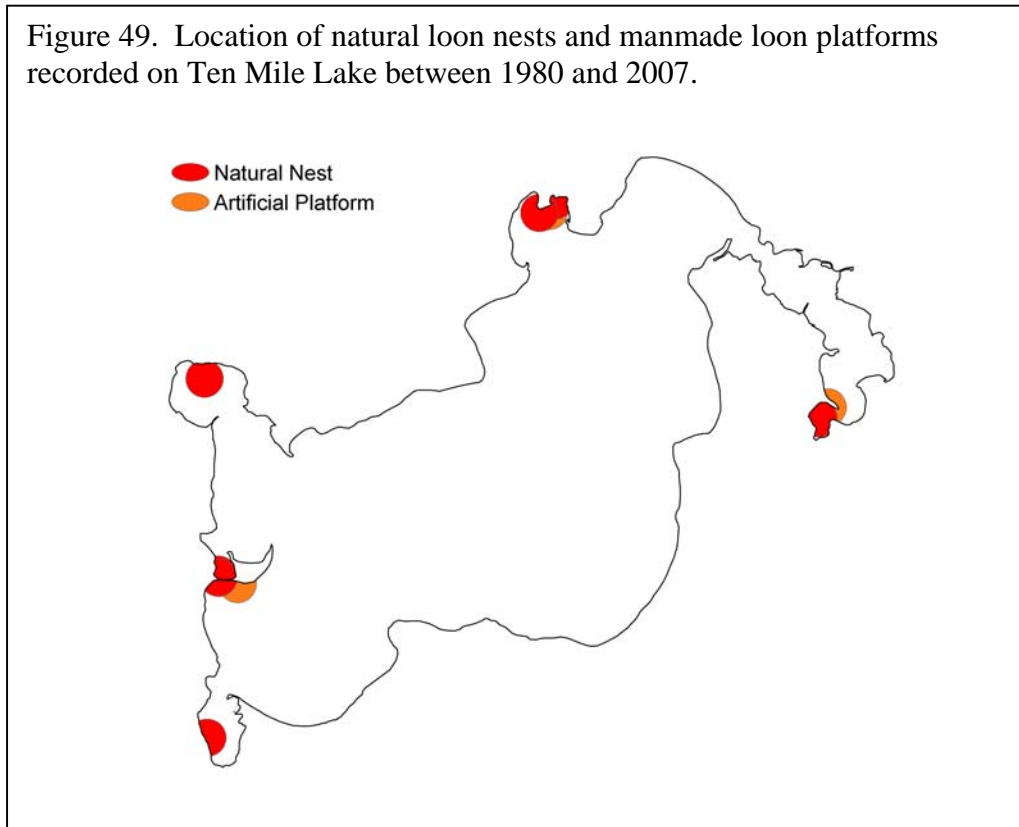 Figure 49.  Location of natural loon nests and manmade loon platforms
recorded on Ten Mile Lake between 1980 and 2007.
Natural Nest
Artificial Platform